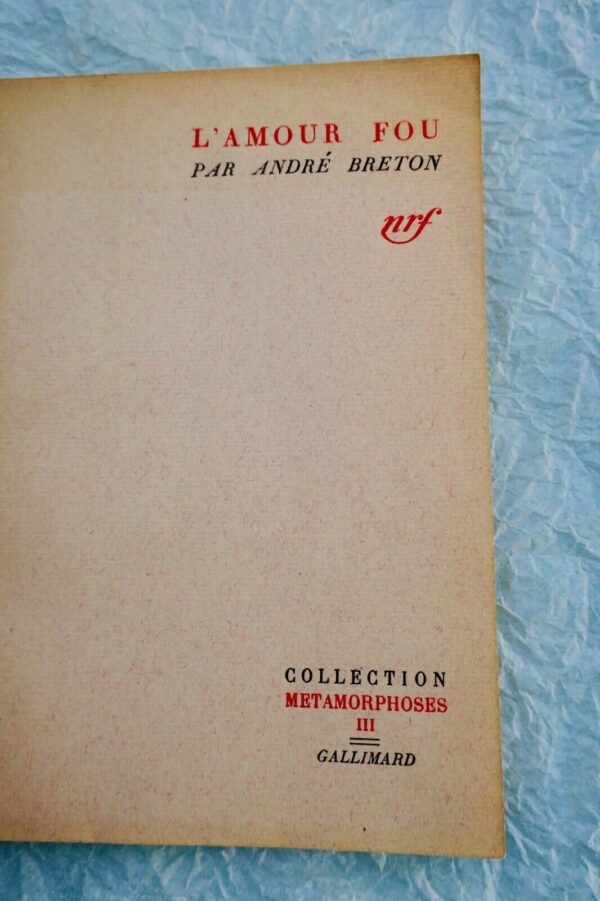 L'AMOUR FOU
PAR ANDRÉ BRETON
nrf
COLLECTION
METAMORPHOSES
III
GALLIMARD